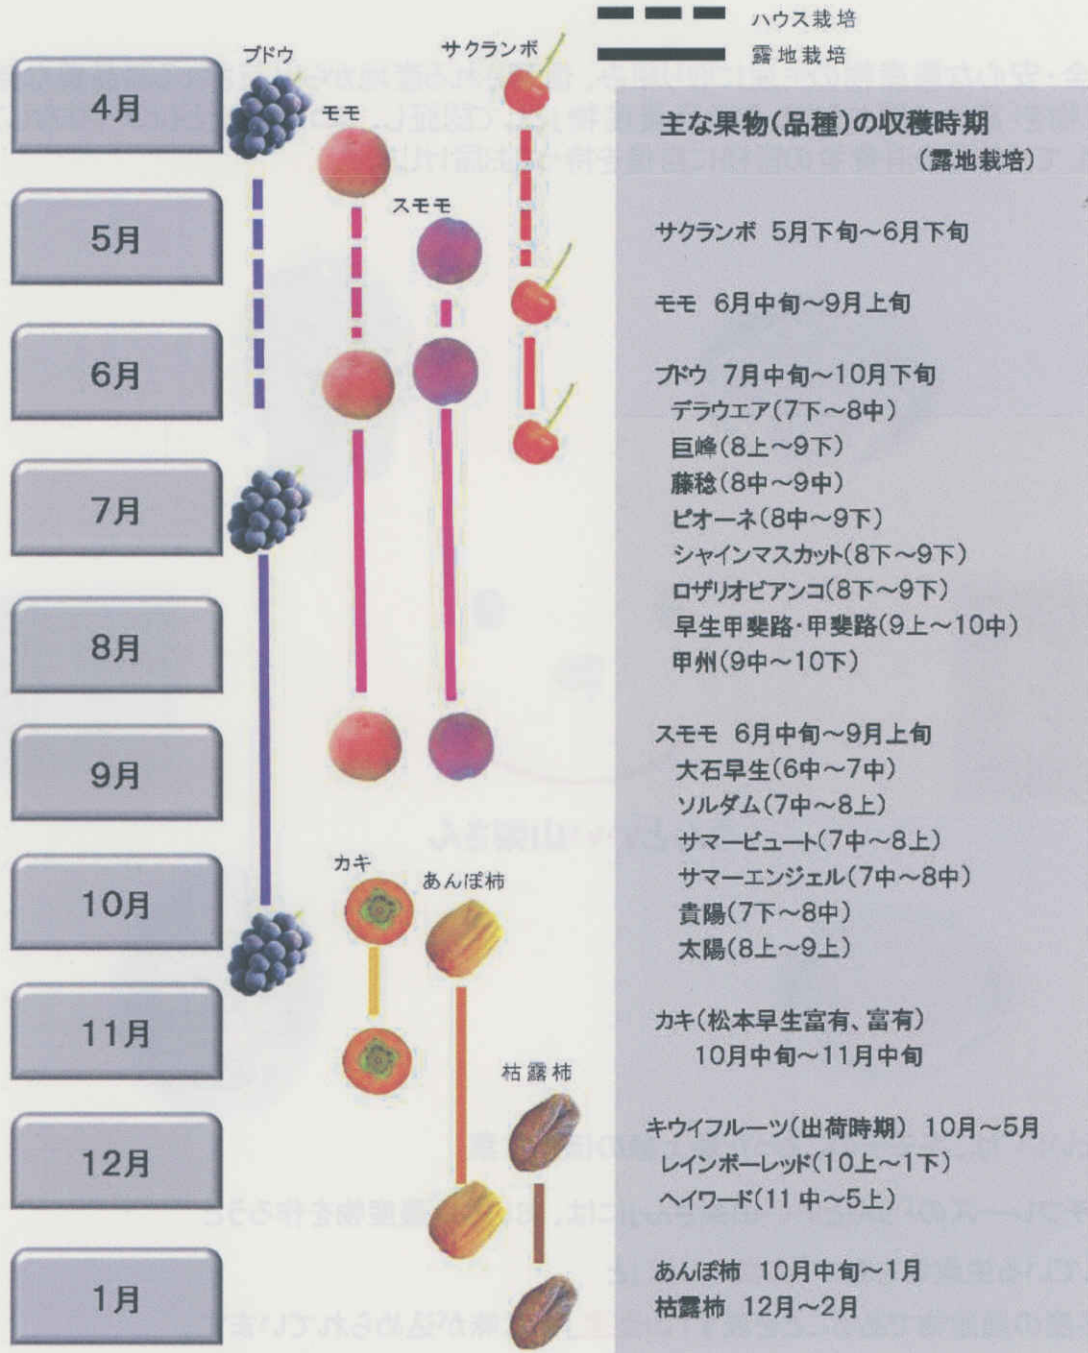 ハウス栽培
露地栽培
ブドウ
サクランボ
モモ
スモモ
4月
5月
6月
7月
8月
9月
10月
11月
12月
1月
カキ
あんぽ柿
枯露柿
主な果物(品種)の収穫時期
(露地栽培)
サクランボ 5月下旬～6月下旬
モモ 6月中旬～9月上旬
ブドウ 7月中旬～10月下旬
デラウエア(7下～8中)
巨峰(8上～9下)
藤稔(8中～9中)
ピオーネ(8中～9下)
シャインマスカット(8下～9下)
ロザリオビアンコ(8下～9下)
早生甲斐路・甲斐路(9上～10中)
甲州(9中～10下)
スモモ 6月中旬～9月上旬
大石早生(6中～7中)
ソルダム(7中～8上)
サマービュート(7中～8上)
サマーエンジェル(7中～8中)
貴陽(7下～8中)
太陽(8上～9上)
カキ(松本早生富有、富有)
10月中旬～11月中旬
キウイフルーツ(出荷時期) 10月～5月
レインボーレッド(10上～1下)
ヘイワード(11中～5上)
あんぽ柿 10月中旬～1月
枯露柿 12月～2月